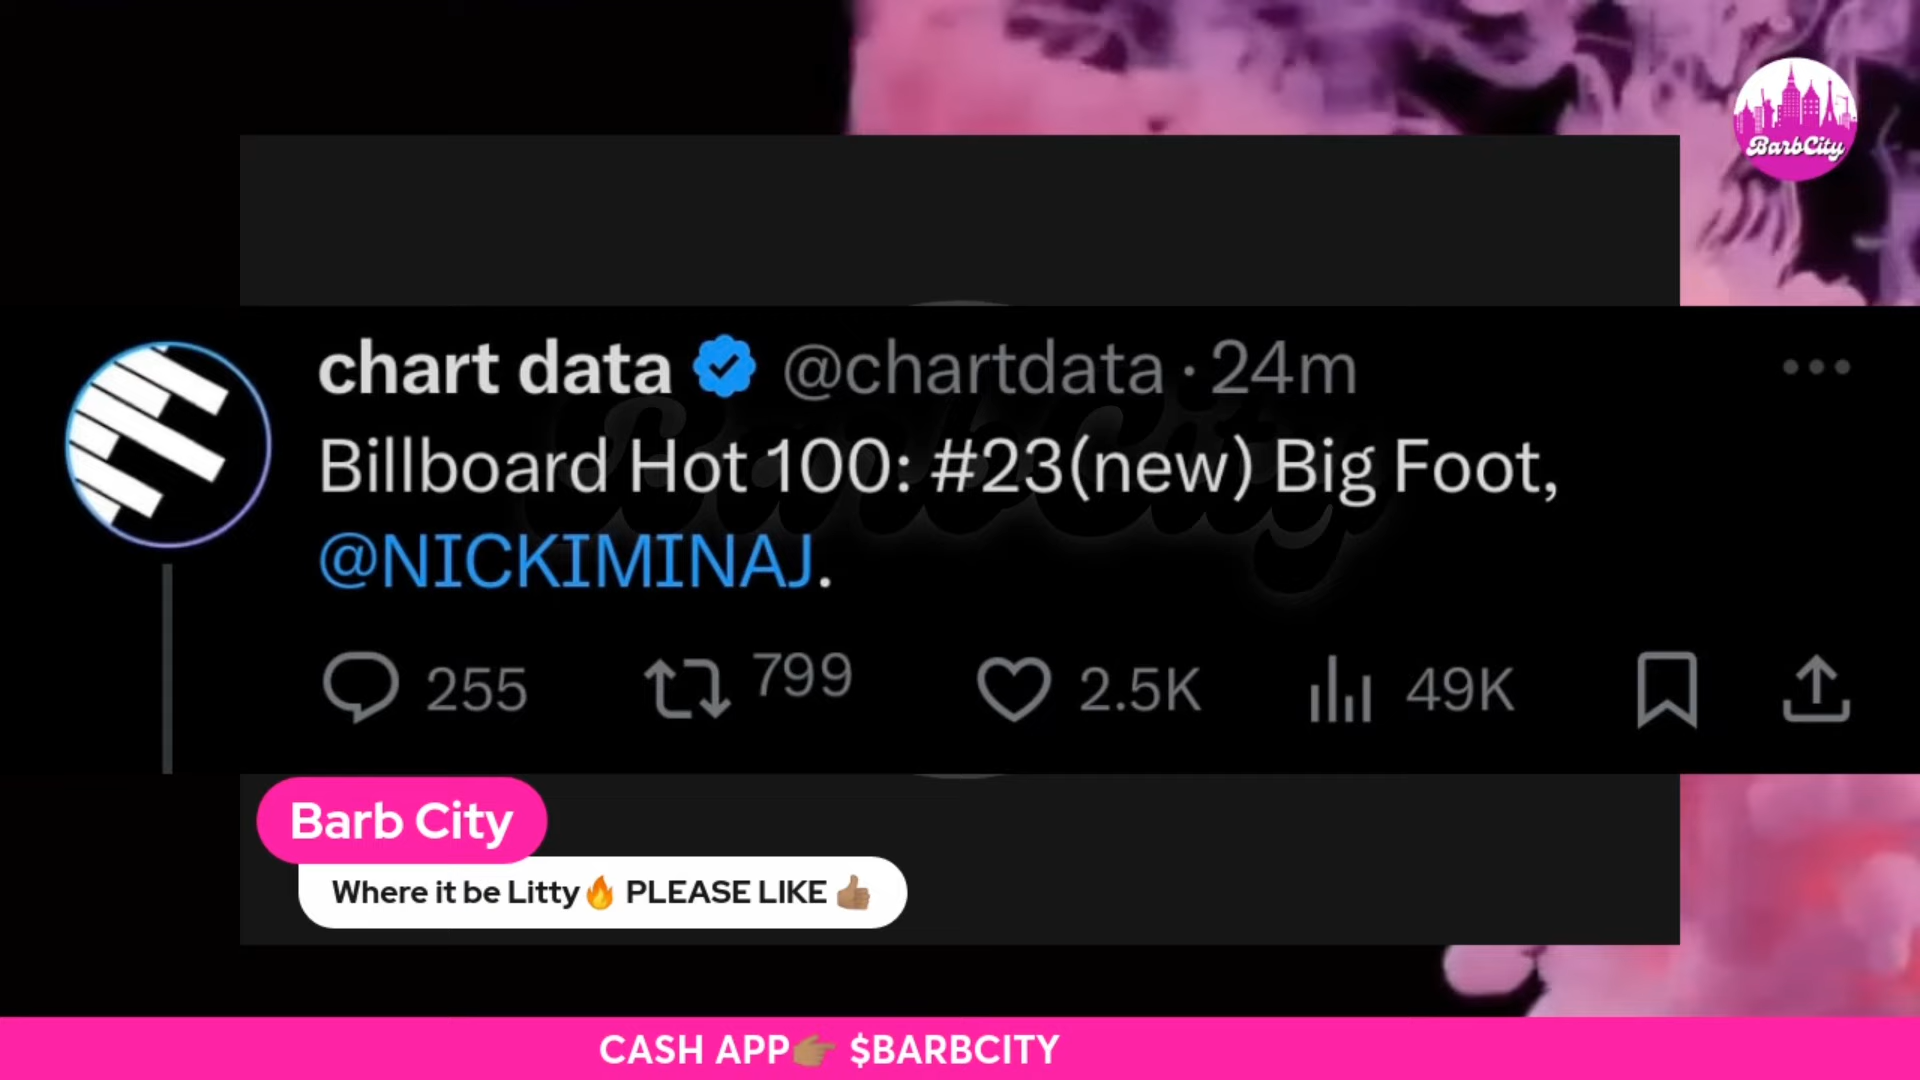 BarbCity
chart data @chartdata · 24m
Billboard Hot 100: #23(new) Big Foot,
@NICKIMINAJ.
255 799 2.5K 49K
BarbCity
Barb City
Where it be Litty🔥 PLEASE LIKE 👍🏽
CASH APP👉🏽 $BARBCITY